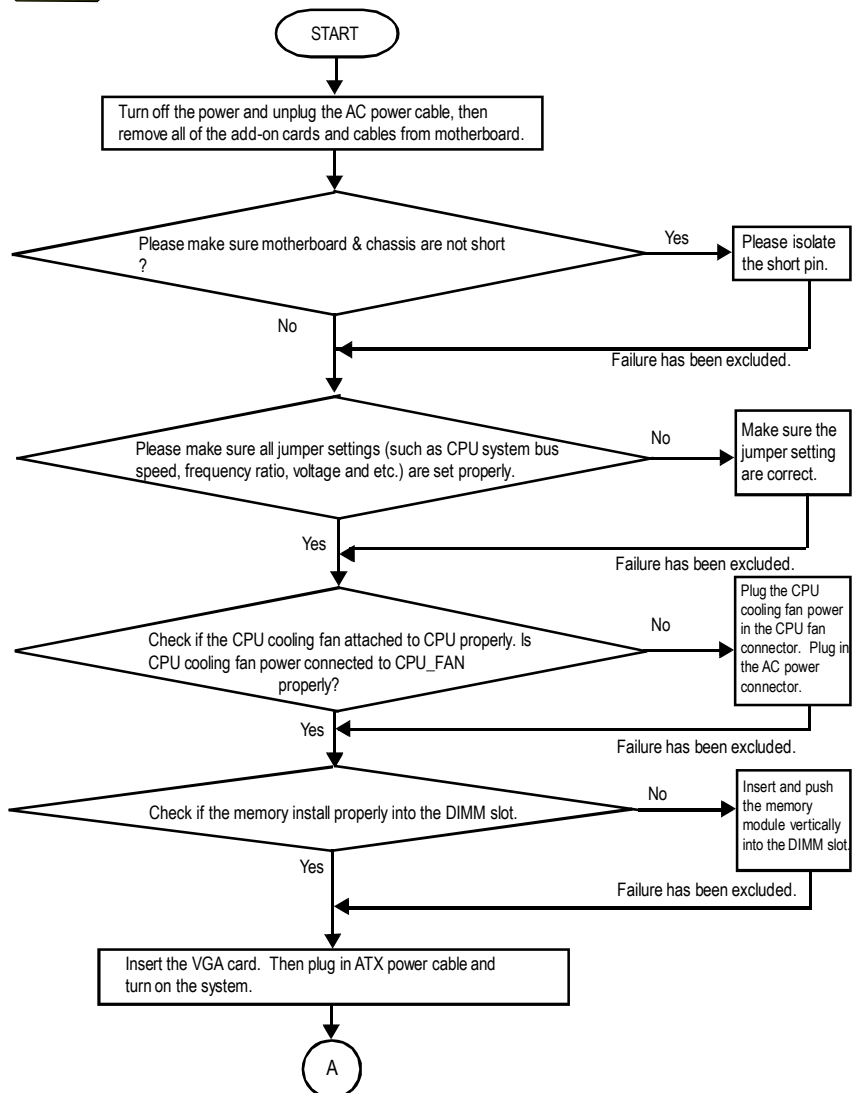 START
Turn off the power and unplug the AC power cable, then
remove all of the add-on cards and cables from motherboard.
Please make sure motherboard & chassis are not short
?
Yes
Please isolate
the short pin.
No
Failure has been excluded.
Please make sure all jumper settings (such as CPU system bus
speed, frequency ratio, voltage and etc.) are set properly.
No
Make sure the
jumper setting
are correct.
Yes
Failure has been excluded.
Check if the CPU cooling fan attached to CPU properly. Is
CPU cooling fan power connected to CPU_FAN
properly?
No
Plug the CPU
cooling fan power
in the CPU fan
connector. Plug in
the AC power
connector.
Yes
Failure has been excluded.
Check if the memory install properly into the DIMM slot.
No
Insert and push
the memory
module vertically
into the DIMM slot.
Yes
Failure has been excluded.
Insert the VGA card. Then plug in ATX power cable and
turn on the system.
A